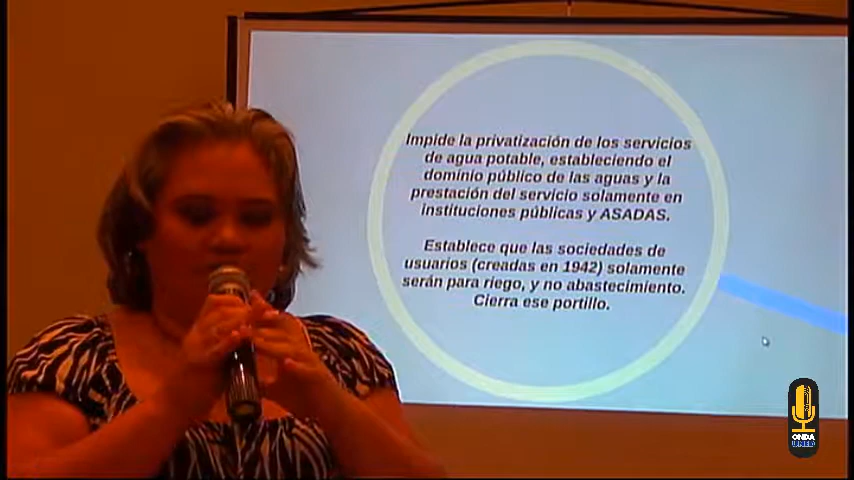 Impide la privatización de los servicios
de agua potable, estableciendo el
dominio público de las aguas y la
prestación del servicio solamente en
instituciones públicas y ASADAS.
Establece que las sociedades de
usuarios (creadas en 1942) solamente
serán para riego, y no abastecimiento.
Cierra ese portillo.
ONDA
UNED